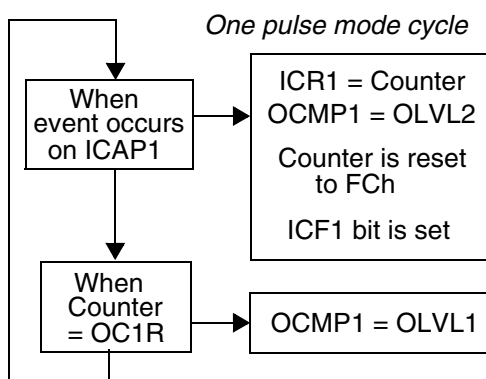 One pulse mode cycle
When
event occurs
on ICAP1
ICR1 = Counter
OCMP1 = OLVL2
Counter is reset
to FCh
ICF1 bit is set
When
Counter
= OC1R
OCMP1 = OLVL1